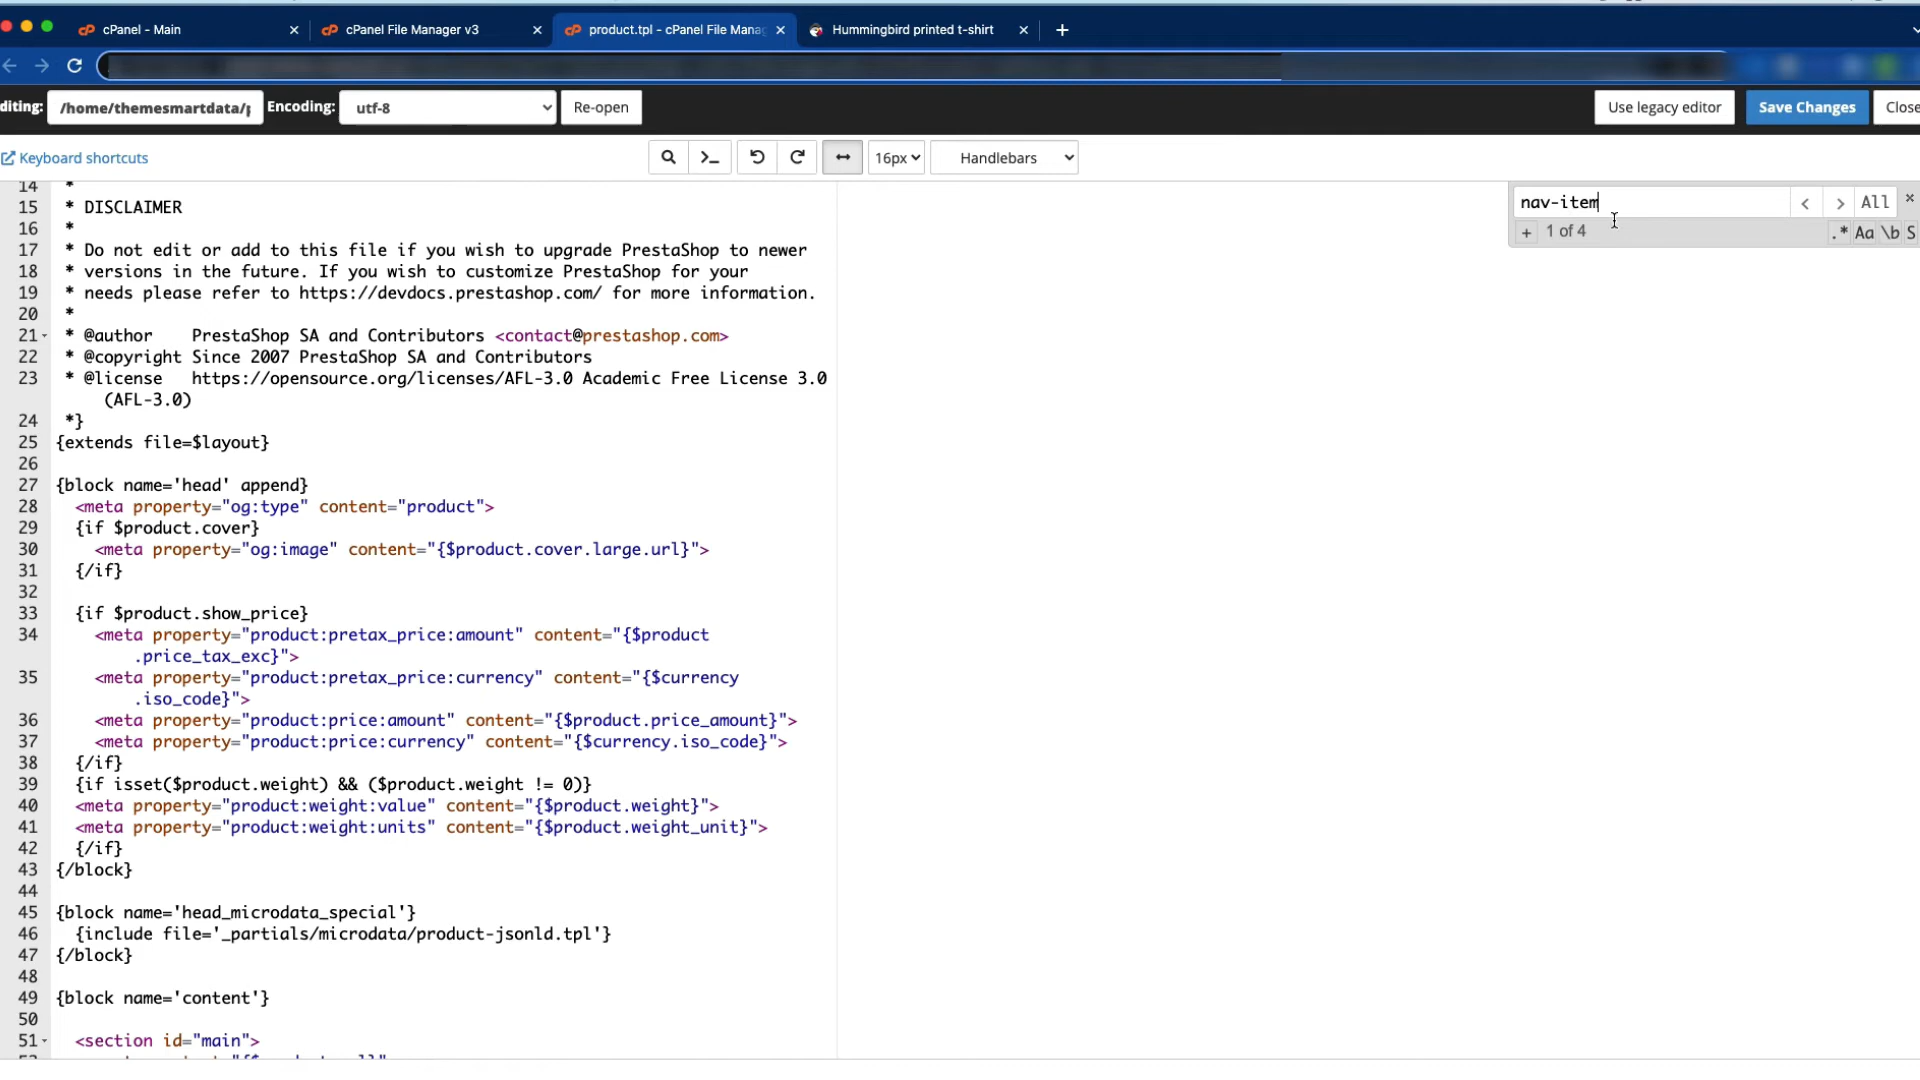 cPanel - Main
cPanel File Manager v3
product.tpl - cPanel File Manag
Hummingbird printed t-shirt
diting: /home/themesmartdata/p Encoding: utf-8 Re-open Use legacy editor Save Changes Close
Keyboard shortcuts 16px Handlebars
nav-item All
+ 1 of 4 .* Aa \b S
14 *
15 * DISCLAIMER
16 *
17 * Do not edit or add to this file if you wish to upgrade PrestaShop to newer
18 * versions in the future. If you wish to customize PrestaShop for your
19 * needs please refer to https://devdocs.prestashop.com/ for more information.
20 *
21 * @author    PrestaShop SA and Contributors <contact@prestashop.com>
22 * @copyright Since 2007 PrestaShop SA and Contributors
23 * @license   https://opensource.org/licenses/AFL-3.0 Academic Free License 3.0
(AFL-3.0)
24 *}
25 {extends file=$layout}
26
27 {block name='head' append}
28 <meta property="og:type" content="product">
29 {if $product.cover}
30 <meta property="og:image" content="{$product.cover.large.url}">
31 {/if}
32
33 {if $product.show_price}
34 <meta property="product:pretax_price:amount" content="{$product
.price_tax_exc}">
35 <meta property="product:pretax_price:currency" content="{$currency
.iso_code}">
36 <meta property="product:price:amount" content="{$product.price_amount}">
37 <meta property="product:price:currency" content="{$currency.iso_code}">
38 {/if}
39 {if isset($product.weight) && ($product.weight != 0)}
40 <meta property="product:weight:value" content="{$product.weight}">
41 <meta property="product:weight:units" content="{$product.weight_unit}">
42 {/if}
43 {/block}
44
45 {block name='head_microdata_special'}
46 {include file='_partials/microdata/product-jsonld.tpl'}
47 {/block}
48
49 {block name='content'}
50
51 <section id="main">